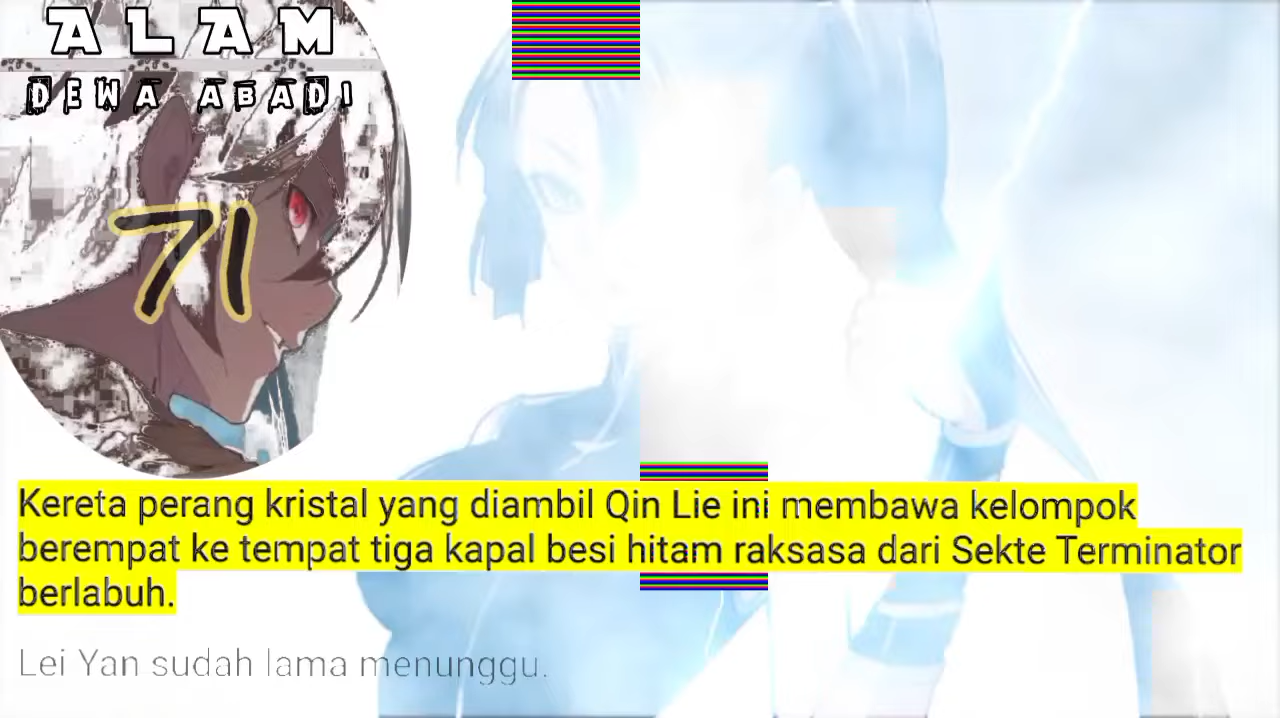 ALAM
DEWA ABADI
71
Kereta perang kristal yang diambil Qin Lie ini membawa kelompok
berempat ke tempat tiga kapal besi hitam raksasa dari Sekte Terminator
berlabuh.
Lei Yan sudah lama menunggu.